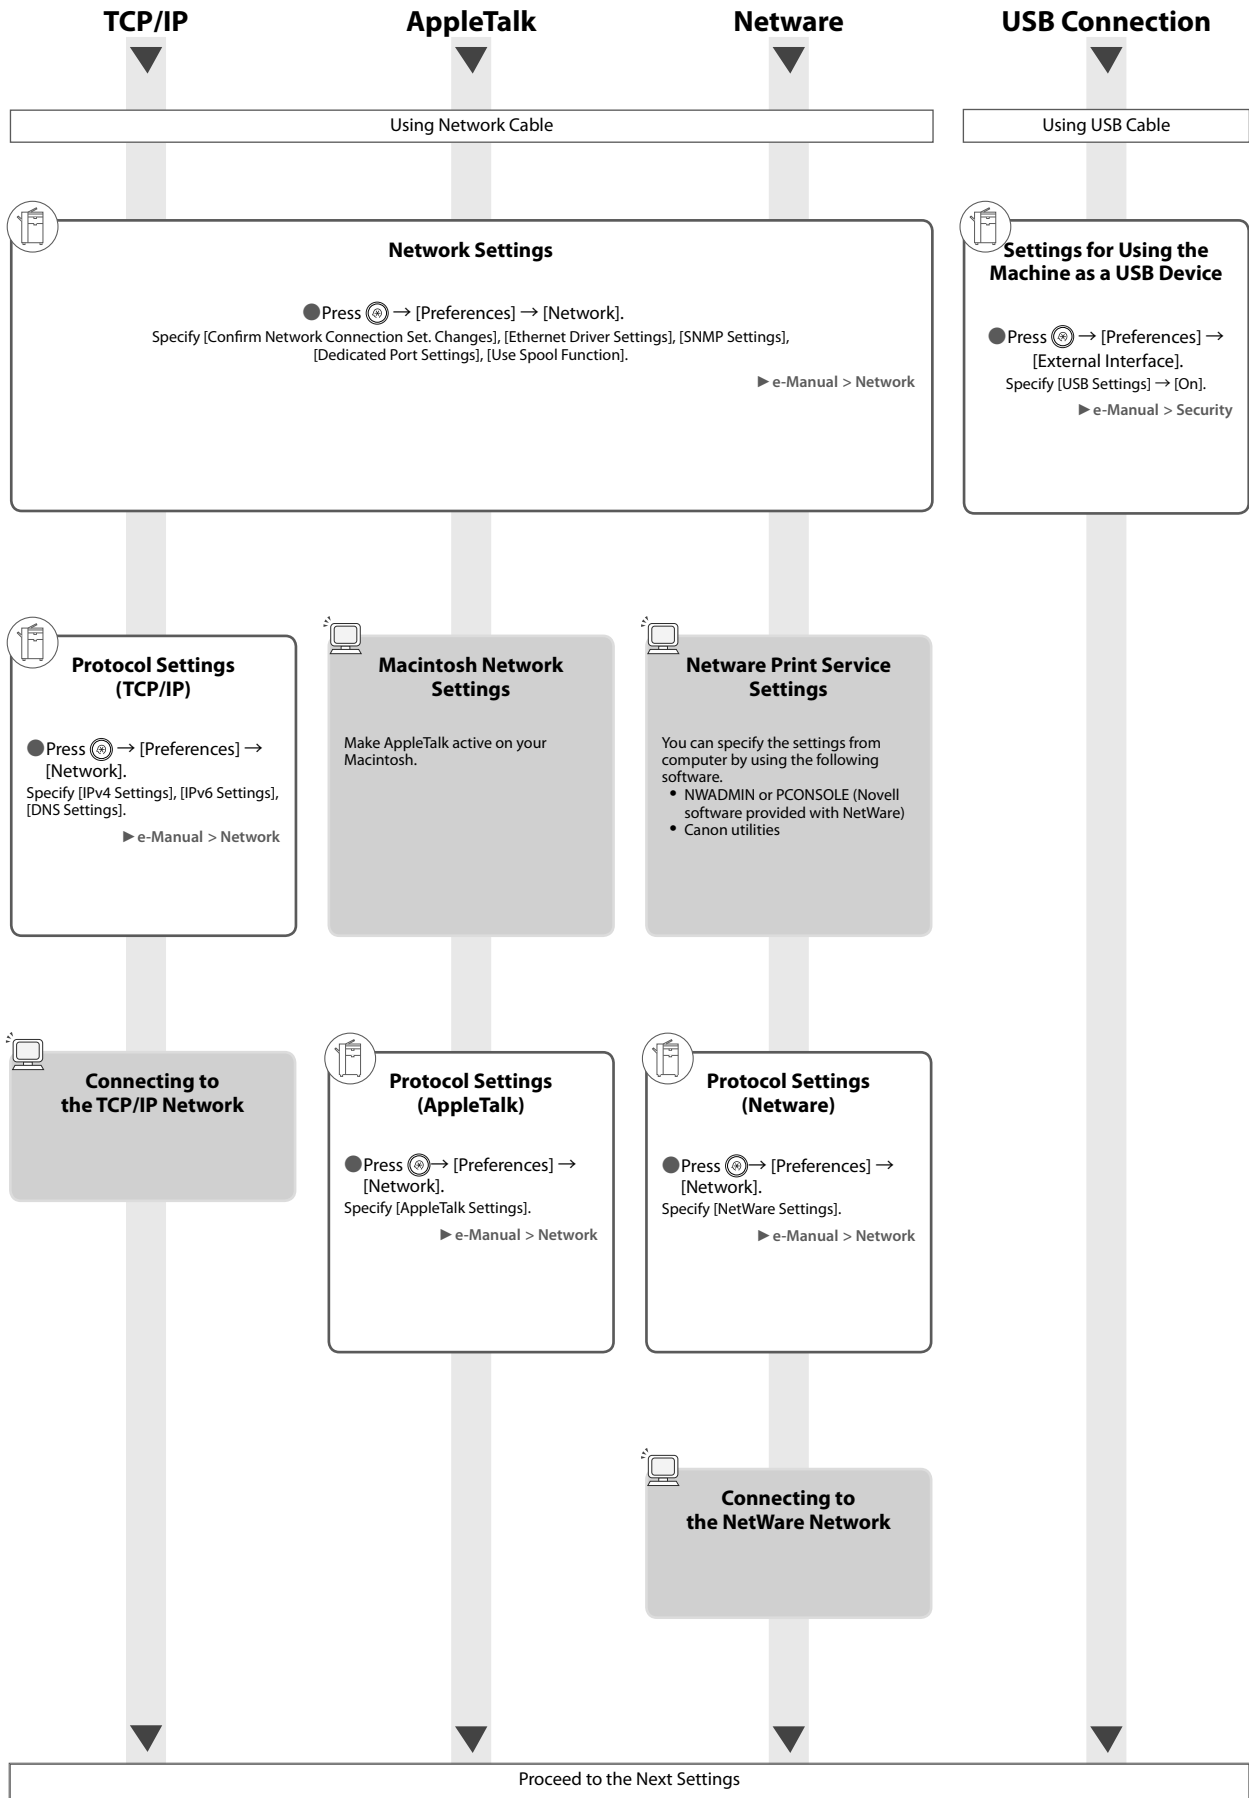 TCP/IP
AppleTalk
Netware
USB Connection
Using Network Cable
Using USB Cable
Network Settings
●Press → [Preferences] → [Network].
Specify [Confirm Network Connection Set. Changes], [Ethernet Driver Settings], [SNMP Settings],
[Dedicated Port Settings], [Use Spool Function].
►e-Manual > Network
Settings for Using the
Machine as a USB Device
●Press → [Preferences] →
[External Interface].
Specify [USB Settings] → [On].
►e-Manual > Security
Protocol Settings
(TCP/IP)
●Press → [Preferences] →
[Network].
Specify [IPv4 Settings], [IPv6 Settings],
[DNS Settings].
►e-Manual > Network
Macintosh Network
Settings
Make AppleTalk active on your
Macintosh.
Netware Print Service
Settings
You can specify the settings from
computer by using the following
software.
• NWADMIN or PCONSOLE (Novell
software provided with NetWare)
• Canon utilities
Connecting to
the TCP/IP Network
Protocol Settings
(AppleTalk)
●Press → [Preferences] →
[Network].
Specify [AppleTalk Settings].
►e-Manual > Network
Protocol Settings
(Netware)
●Press → [Preferences] →
[Network].
Specify [NetWare Settings].
►e-Manual > Network
Connecting to
the NetWare Network
Proceed to the Next Settings